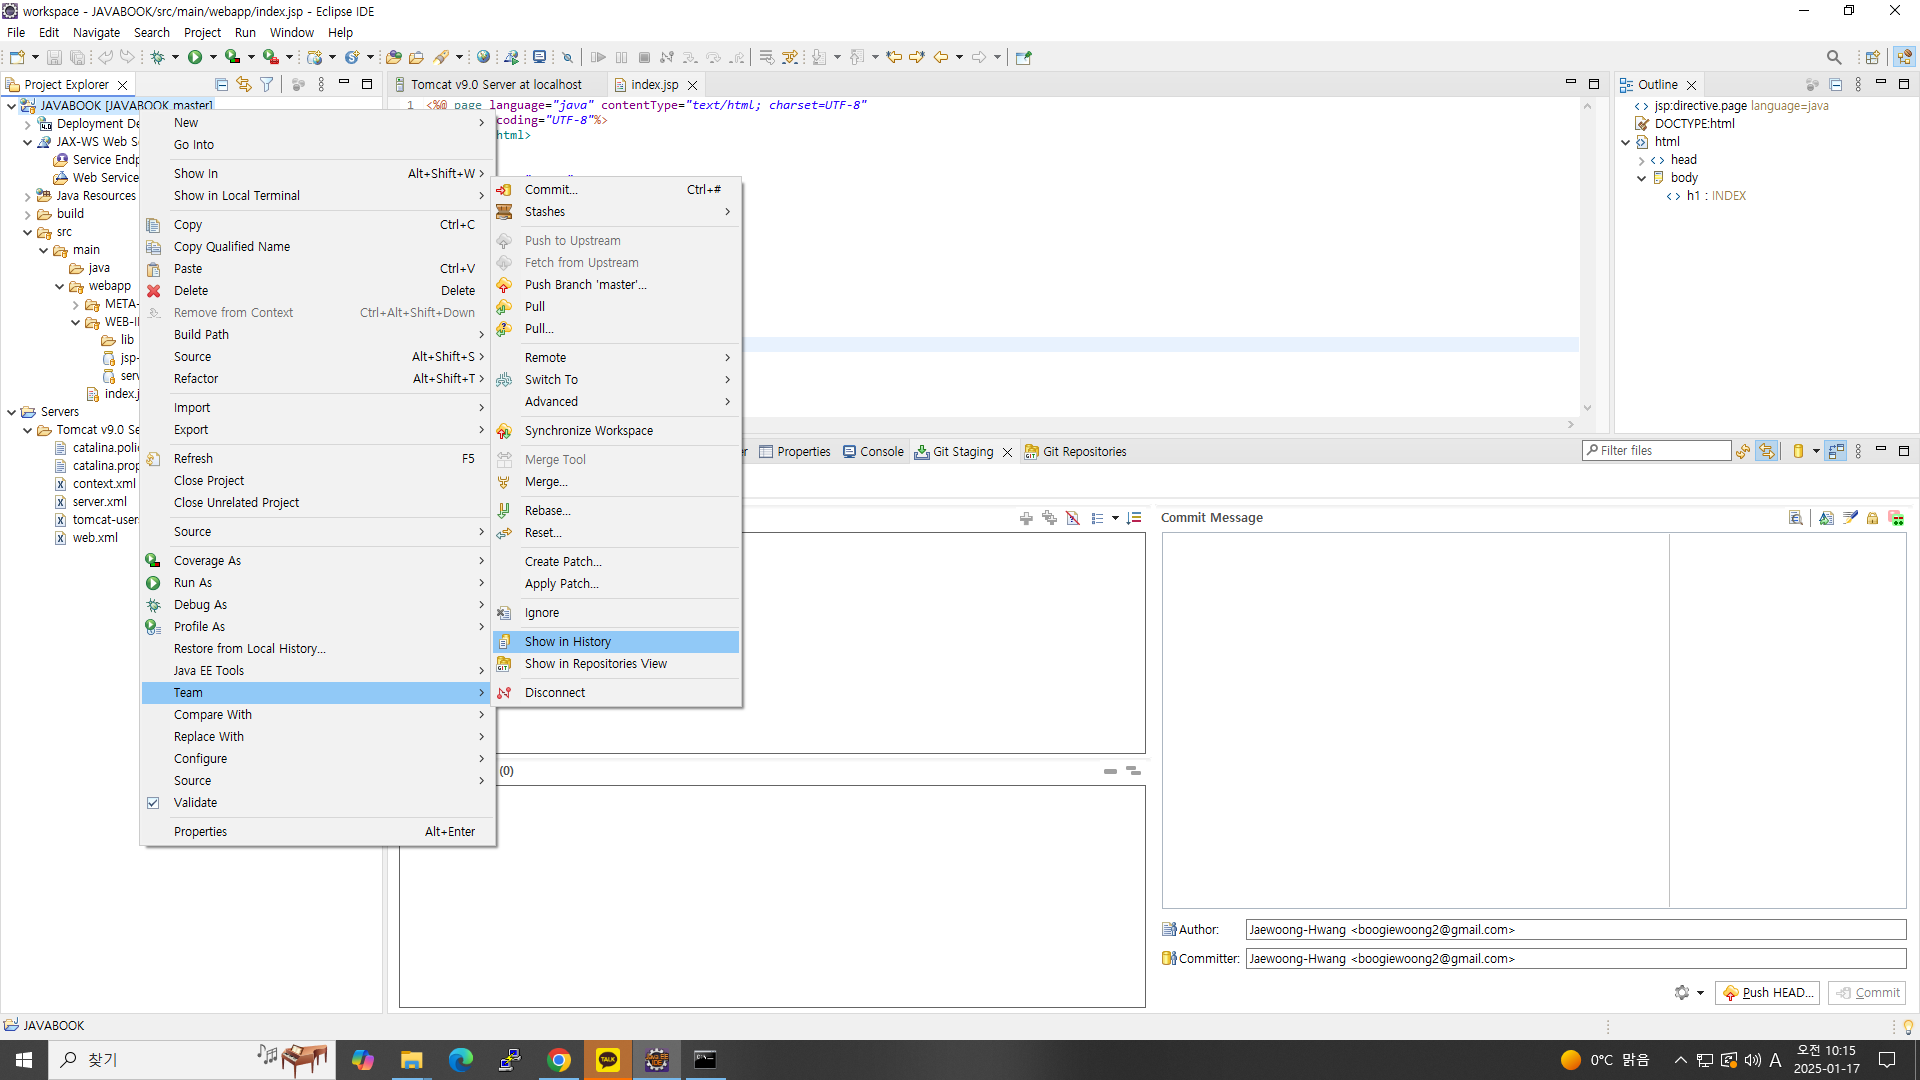 workspace - JAVABOOK/src/main/webapp/index.jsp - Eclipse IDE
File Edit Navigate Search Project Run Window Help
Project Explorer
JAVABOOK [JAVABOOK master]
Deployment De
JAX-WS Web S
Service Endp
Web Service
Java Resources
build
src
main
java
webapp
META-
WEB-I
lib
jsp-
serv
index.j
Servers
Tomcat v9.0 Se
catalina.poli
catalina.prop
context.xml
server.xml
tomcat-user
web.xml
New
Go Into
Show In Alt+Shift+W
Show in Local Terminal
Copy Ctrl+C
Copy Qualified Name
Paste Ctrl+V
Delete Delete
Remove from Context Ctrl+Alt+Shift+Down
Build Path
Source Alt+Shift+S
Refactor Alt+Shift+T
Import
Export
Refresh F5
Close Project
Close Unrelated Project
Source
Coverage As
Run As
Debug As
Profile As
Restore from Local History...
Java EE Tools
Team
Compare With
Replace With
Configure
Source
Validate
Properties Alt+Enter
Commit... Ctrl+#
Stashes
Push to Upstream
Fetch from Upstream
Push Branch 'master'...
Pull
Pull...
Remote
Switch To
Advanced
Synchronize Workspace
Merge Tool
Merge...
Rebase...
Reset...
Create Patch...
Apply Patch...
Ignore
Show in History
Show in Repositories View
Disconnect
Tomcat v9.0 Server at localhost
index.jsp
1 <%@ page language="java" contentType="text/html; charset=UTF-8"
coding="UTF-8"%>
html>
Outline
jsp:directive.page language=java
DOCTYPE:html
html
head
body
h1 : INDEX
er Properties Console Git Staging Git Repositories
Filter files
Commit Message
(0)
Author: Jaewoong-Hwang <boogiewoong2@gmail.com>
Committer: Jaewoong-Hwang <boogiewoong2@gmail.com>
Push HEAD... Commit
JAVABOOK
찾기
TALK
Java EE IDE
0°C 맑음
A
오전 10:15
2025-01-17